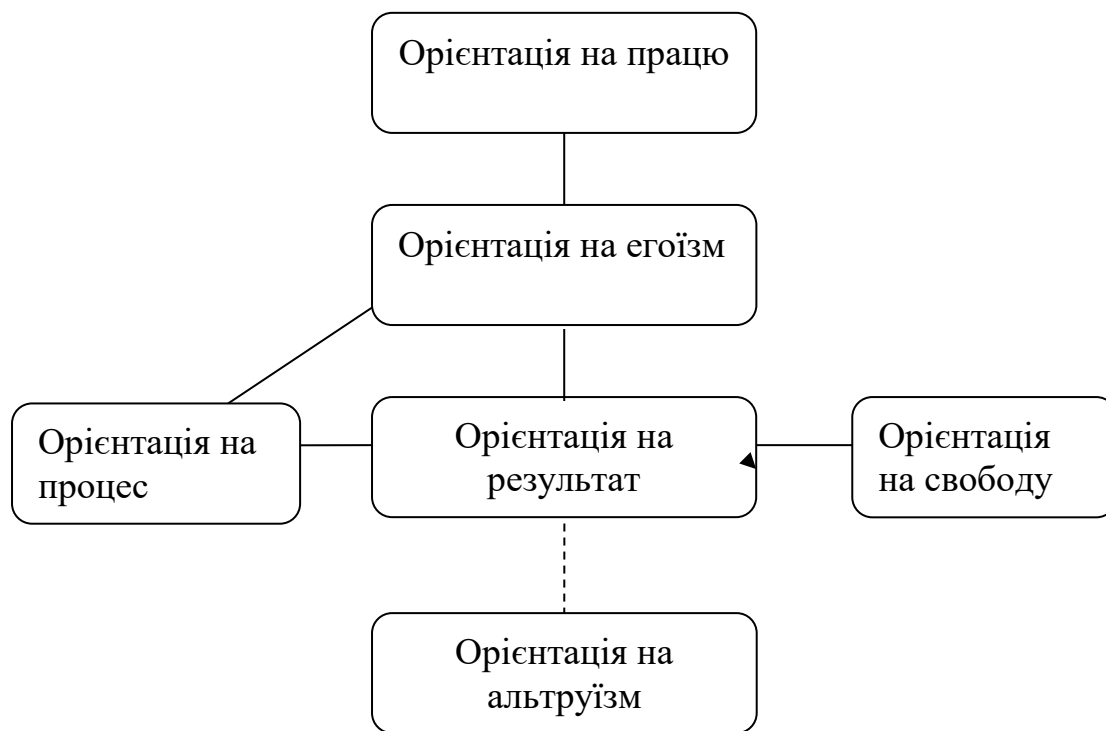 Орієнтація на працю
Орієнтація на егоїзм
Орієнтація на
процес
Орієнтація на
результат
Орієнтація
на свободу
Орієнтація на
альтруїзм